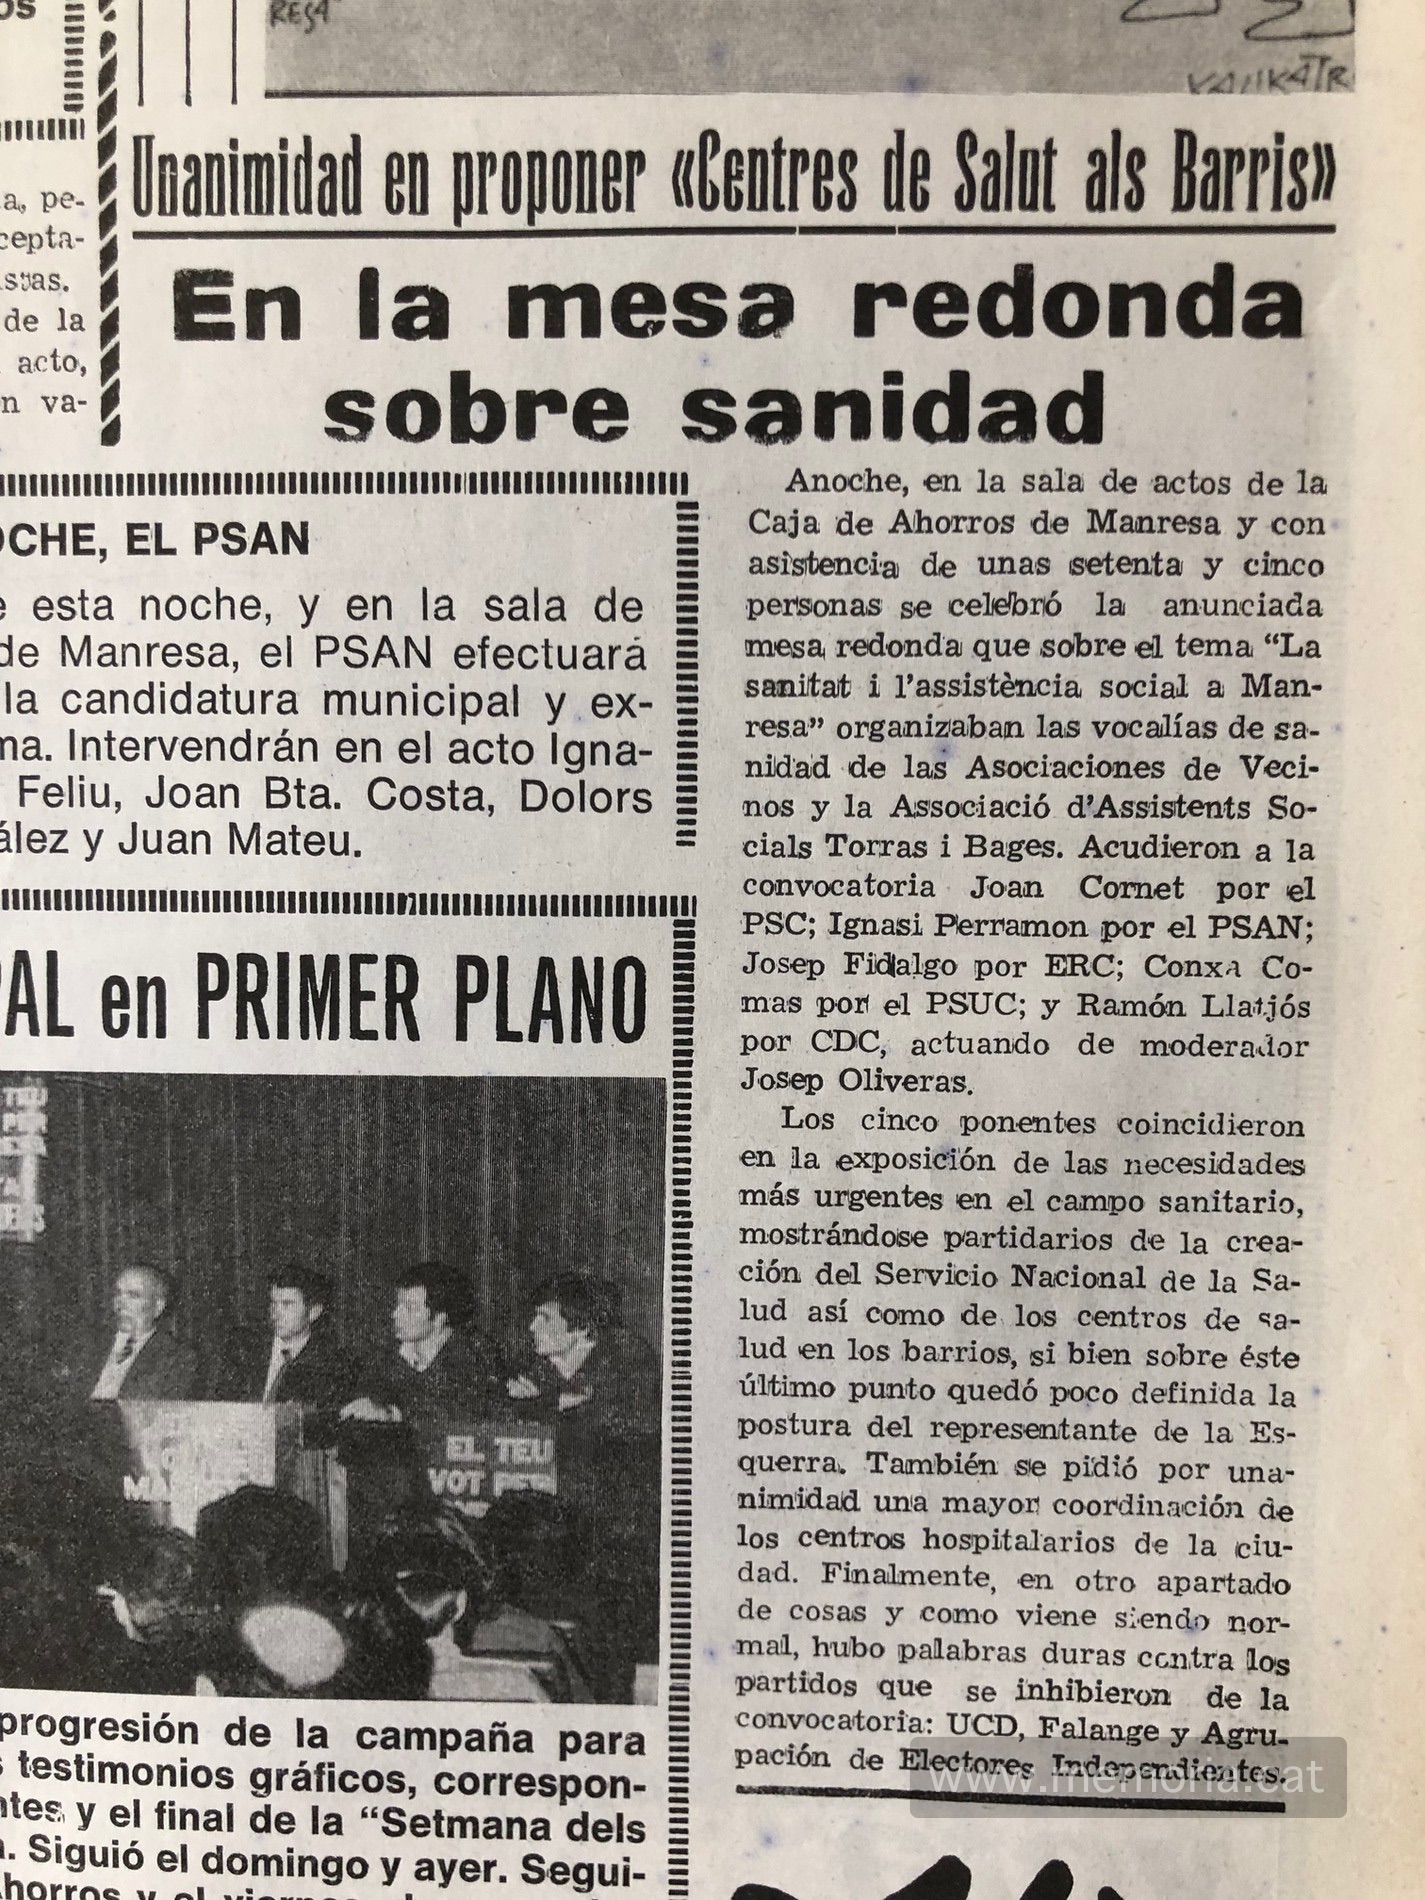 RESA
a, pe-
cepta-
de la
acto,
n va-
Unanimidad en proponer «Centres de Salut als Barris»
En la mesa redonda
sobre sanidad
OCHE, EL PSAN
e esta noche, y en la sala de
de Manresa, el PSAN efectuará
la candidatura municipal y ex-
ma. Intervendrán en el acto Igna-
Feliu, Joan Bta. Costa, Dolors
ález y Juan Mateu.
PAL en PRIMER PLANO
TEU
PER
EL TEU
VOT PER
progresión de la campaña para
s testimonios gráficos, correspon-
ntes y el final de la “Setmana dels
. Siguió el domingo y ayer. Segui-
horros y el viernes
Anoche, en la sala de actos de la
Caja de Ahorros de Manresa y con
asistencia de unas setenta y cinco
personas se celebró la anunciada
mesa redonda que sobre el tema “La
sanitat i l’assistència social a Man-
resa” organizaban las vocalías de sa-
nidad de las Asociaciones de Veci-
nos y la Associació d’Assistents So-
cials Torras i Bages. Acudieron a la
convocatoria Joan Cornet por el
PSC; Ignasi Perramon por el PSAN;
Josep Fidalgo por ERC; Conxa Co-
mas por el PSUC; y Ramón Llatjós
por CDC, actuando de moderador
Josep Oliveras.
Los cinco ponentes coincidieron
en la exposición de las necesidades
más urgentes en el campo sanitario,
mostrándose partidarios de la crea-
ción del Servicio Nacional de la Sa-
lud así como de los centros de sa-
lud en los barrios, si bien sobre éste
último punto quedó poco definida la
postura del representante de la Es-
querra. También se pidió por una-
nimidad una mayor coordinación de
los centros hospitalarios de la ciu-
dad. Finalmente, en otro apartado
de cosas y como viene siendo nor-
mal, hubo palabras duras contra los
partidos que se inhibieron de la
convocatoria: UCD, Falange y Agru-
pación de Electores Independientes.
www.memoria.cat